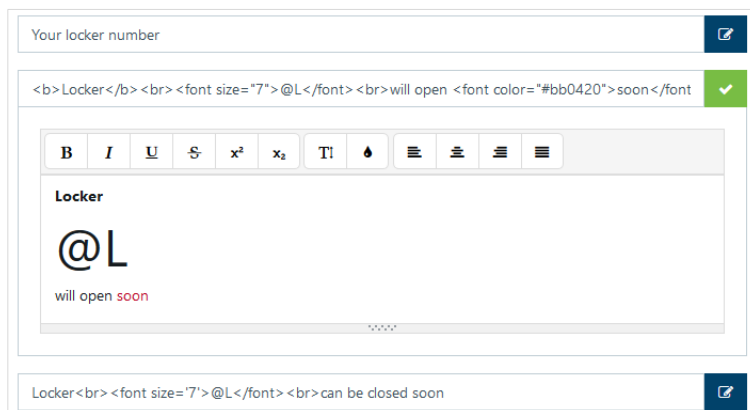 Your locker number
<b>Locker</b><br><font size="7">@L</font><br>will open <font color="#bb0420">soon</font
B I U S x² x₂ T
Locker
@L
will open soon
Locker<br><font size='7'>@L</font><br>can be closed soon